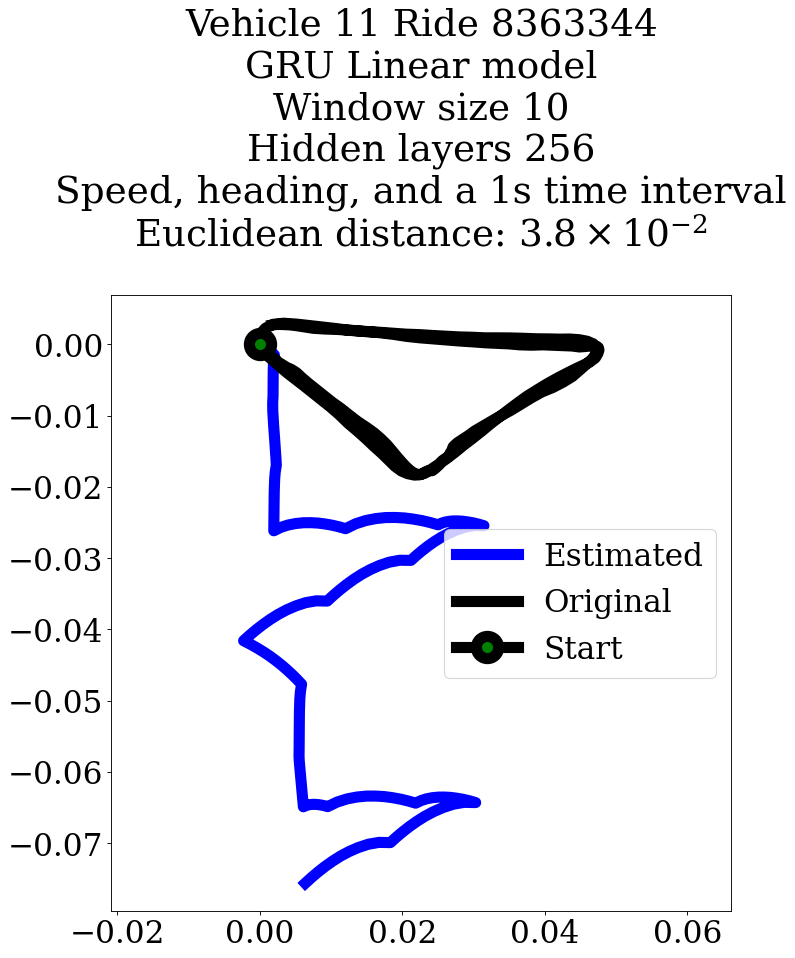 Vehicle 11 Ride 8363344
GRU Linear model
Window size 10
Hidden layers 256
Speed, heading, and a 1s time interval
Euclidean distance: 3.8 × 10⁻²
0.00
−0.01
−0.02
−0.03
−0.04
−0.05
−0.06
−0.07
Estimated
Original
Start
−0.02 0.00 0.02 0.04 0.06